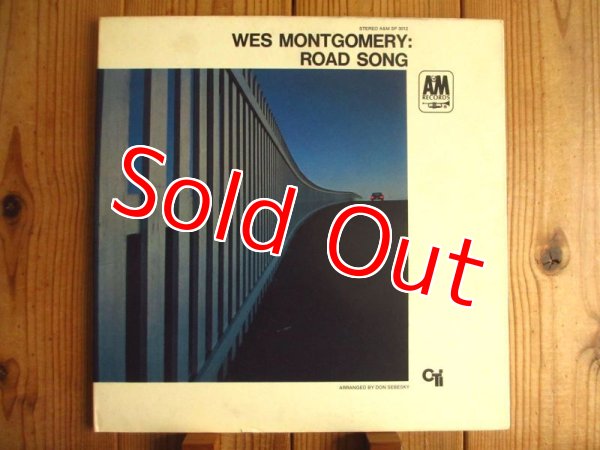 STEREO A&M SP 3012
WES MONTGOMERY:
ROAD SONG
A&M
RECORDS
Sold Out
CTi
ARRANGED BY DON SEBESKY